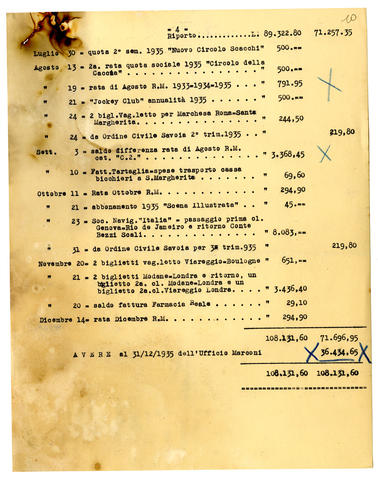 10
- 4 -
Riporto. . . . . . . . . . L. 89.322.80 71.257.35
Luglio 30 = quota 2° sem. 1935 "Nuovo Circolo Scacchi" 500.==
Agosto 13 = 2a. rata quota sociale 1935 "Circolo della Caccia" . . . . . . . . . . " 500.==
" 19 = rata di Agosto R.M. 1933=1934=1935 " 791.95
" 21 = "Jockey Club" annualità 1935 . . . . " 500.==
" 24 = 2 bigl.Vag.letto per Marchesa Roma=Santa
Margherita. . . . . . . . . . " 244,50
" 24 = da Ordine Civile Savoia 2° trim.1935 . . . . " 219,80
Sett. 3 = saldo differenza rata di Agosto R.M.
cat. "C.2." . . . . . . . . . . " 3.368,45
" 10 = Fatt.Tartaglia=spese trasporto cassa
bicchieri a S.Margherita . . . . . . " 69,60
Ottobre 11 = Rata Ottobre R.M. . . . . . . . . . " 294,90
" 21 = abbonamento 1935 "Scena Illustrata" . . " 45.==
" 23 = Soc. Navig."Italia" = passaggio prima cl.
Genova=Rio de Janeiro e ritorno Conte
Bezzi Scali. . . . . . . . . . " 8.083,==
" 31 = da Ordine Civile Savoia per 3° trim.935 " 219,80
Novembre 20= 2 biglietti vag.letto Viareggio=Boulogne " 651,==
" 21 = 2 biglietti Modane=Londra e ritorno, un
biglietto 2a. cl. Modane=Londra e un
biglietto 2a.cl.Viareggio Londra. . . . " 3.436,40
" 20 = saldo fattura Farmacia Reale . . . . " 29,10
Dicembre 14= rata Dicembre R.M. . . . . . . . . " 294,90
108.131,60 71.696,95
A V E R E al 31/12/1935 dell'Ufficio Marconi 36.434,65
108.131,60 108.131,60